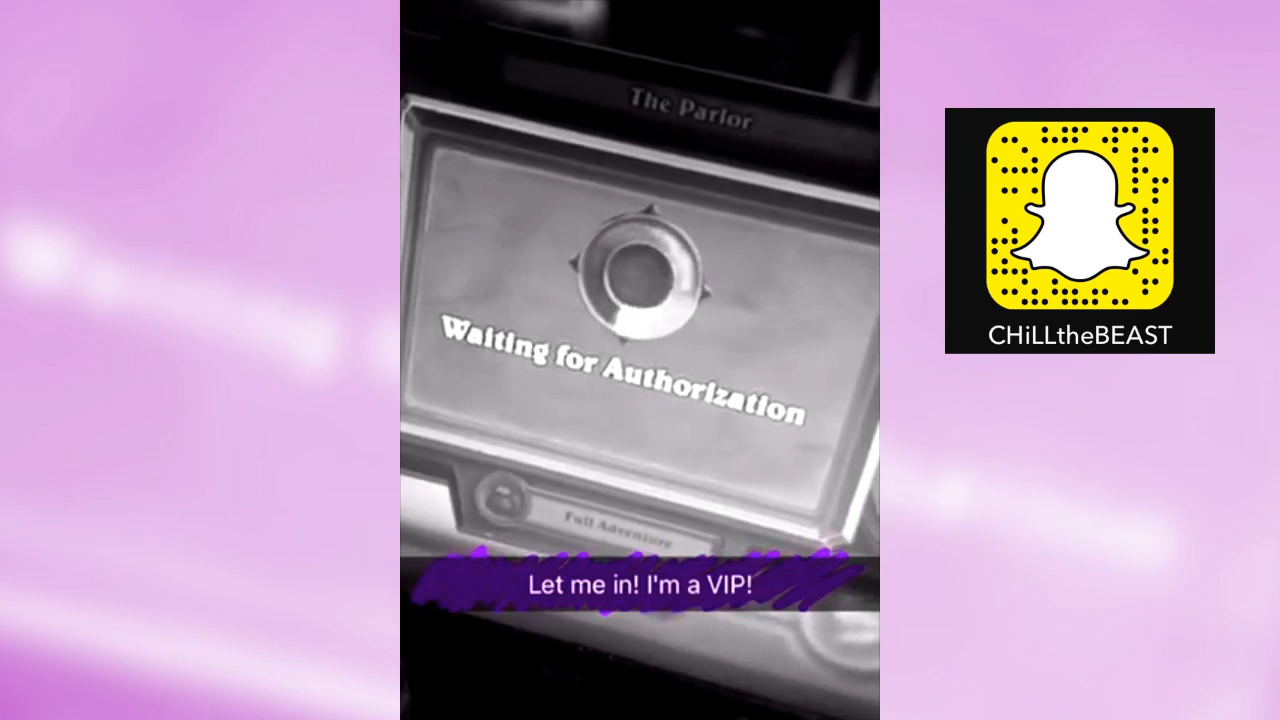 The Parlor
Waiting for Authorization
Full Adventure
Let me in! I'm a VIP!
CHiLLtheBEAST